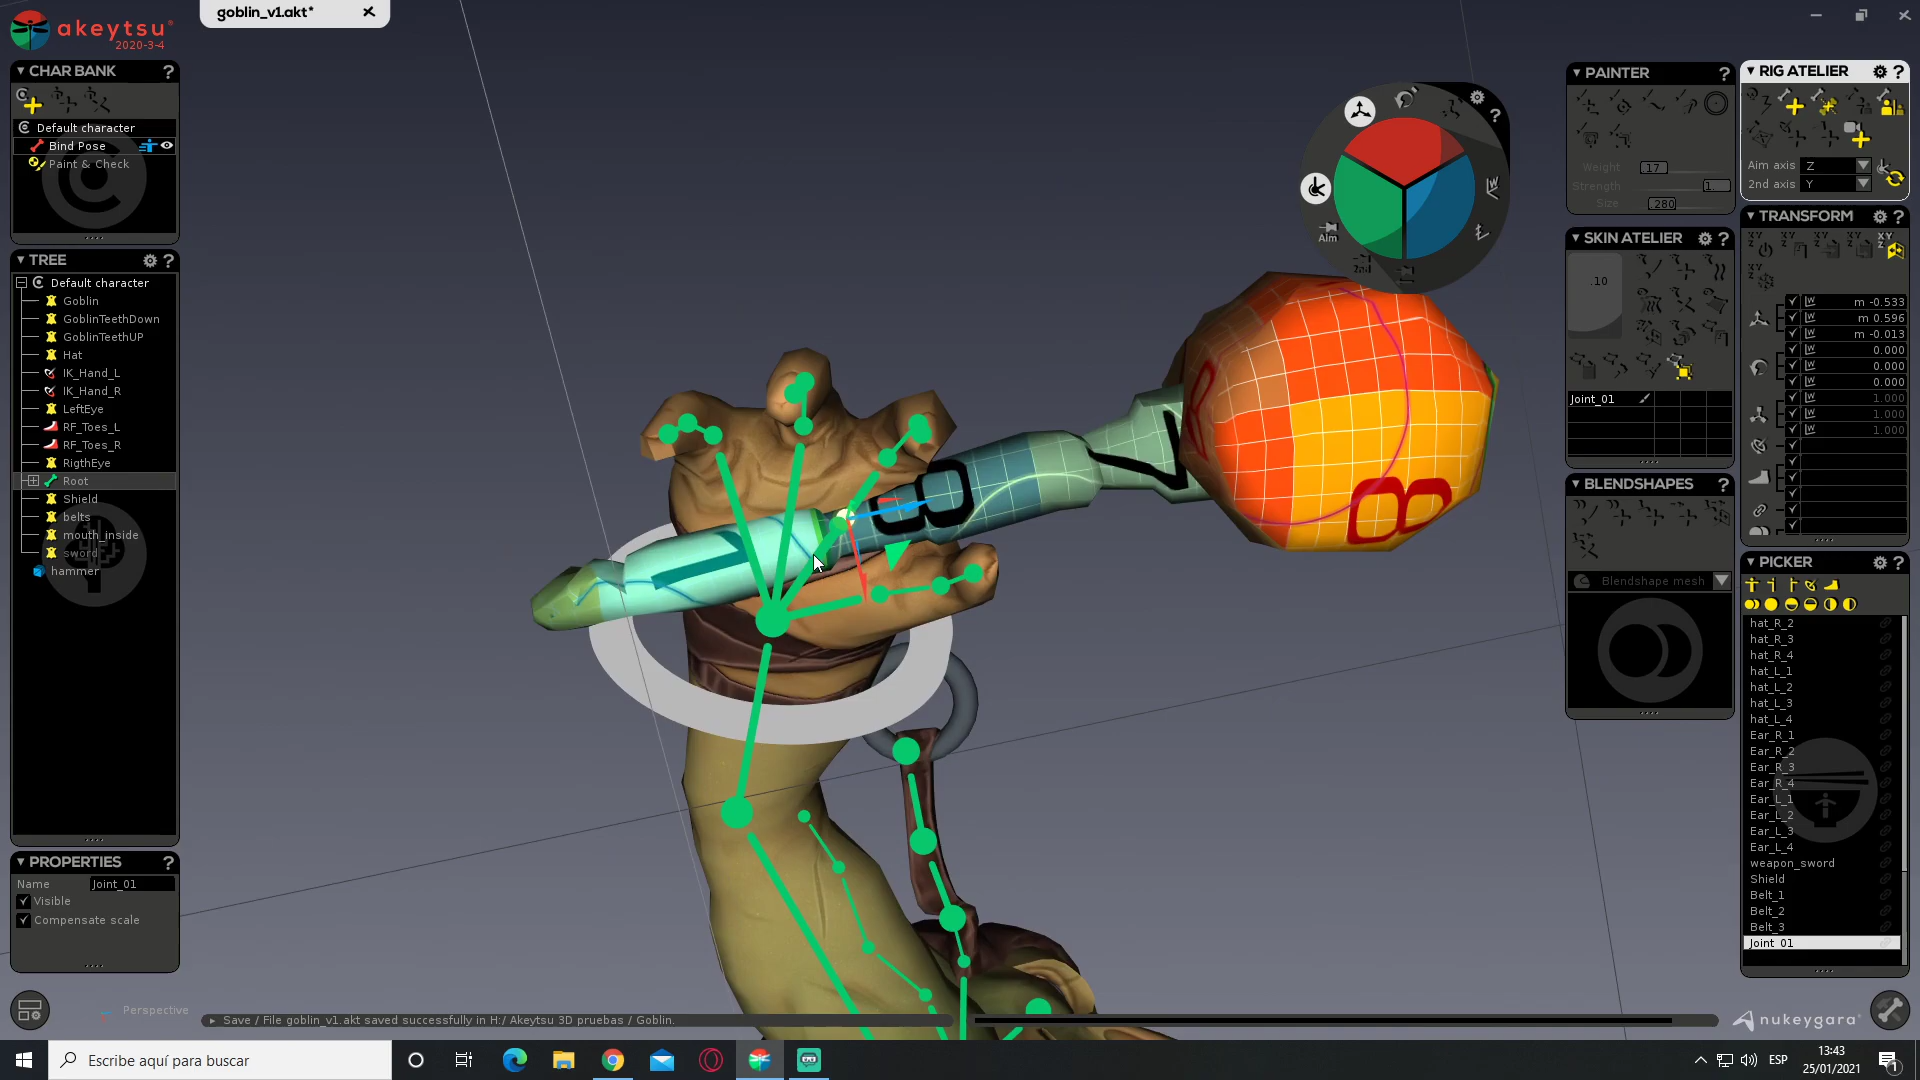 goblin_v1.akt*
akeytsu
2020-3-4
CHAR BANK ?
Default character
Bind Pose
Paint & Check
TREE ?
Default character
Goblin
GoblinTeethDown
GoblinTeethUP
Hat
IK_Hand_L
IK_Hand_R
LeftEye
RF_Toes_L
RF_Toes_R
RigthEye
Root
Shield
belts
mouth_inside
sword
hammer
PROPERTIES ?
Name Joint_01
Visible
Compensate scale
Perspective
Save / File goblin_v1.akt saved successfully in H:/ Akeytsu 3D pruebas / Goblin.
R
B
8
?
Aim
2nd
PAINTER ?
Weight .17
Strength 1.
Size .280
SKIN ATELIER ?
.10
Joint_01
BLENDSHAPES ?
Blendshape mesh
RIG ATELIER ?
Aim axis Z
2nd axis Y
TRANSFORM ?
m -0.533
m 0.596
m -0.013
0.000
0.000
0.000
1.000
1.000
1.000
PICKER ?
hat_R_2
hat_R_3
hat_R_4
hat_L_1
hat_L_2
hat_L_3
hat_L_4
Ear_R_1
Ear_R_2
Ear_R_3
Ear_R_4
Ear_L_1
Ear_L_2
Ear_L_3
Ear_L_4
weapon_sword
Shield
Belt_1
Belt_2
Belt_3
Joint_01
nukeygara
Escribe aquí para buscar
ESP
13:43
25/01/2021
1